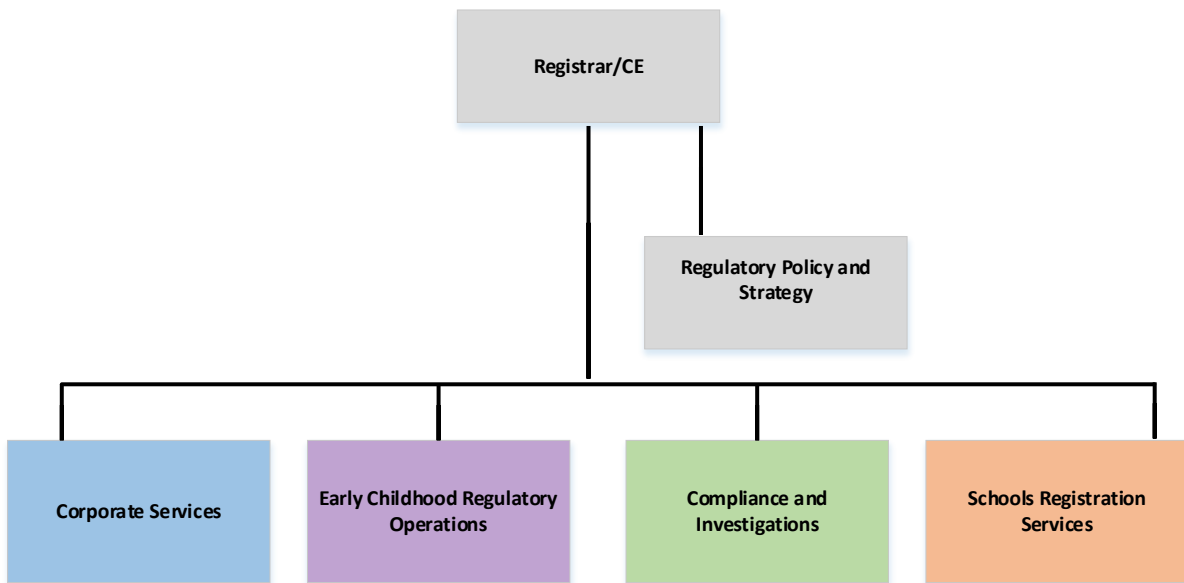 Registrar/CE
Regulatory Policy and
Strategy
Corporate Services
Early Childhood Regulatory
Operations
Compliance and
Investigations
Schools Registration
Services